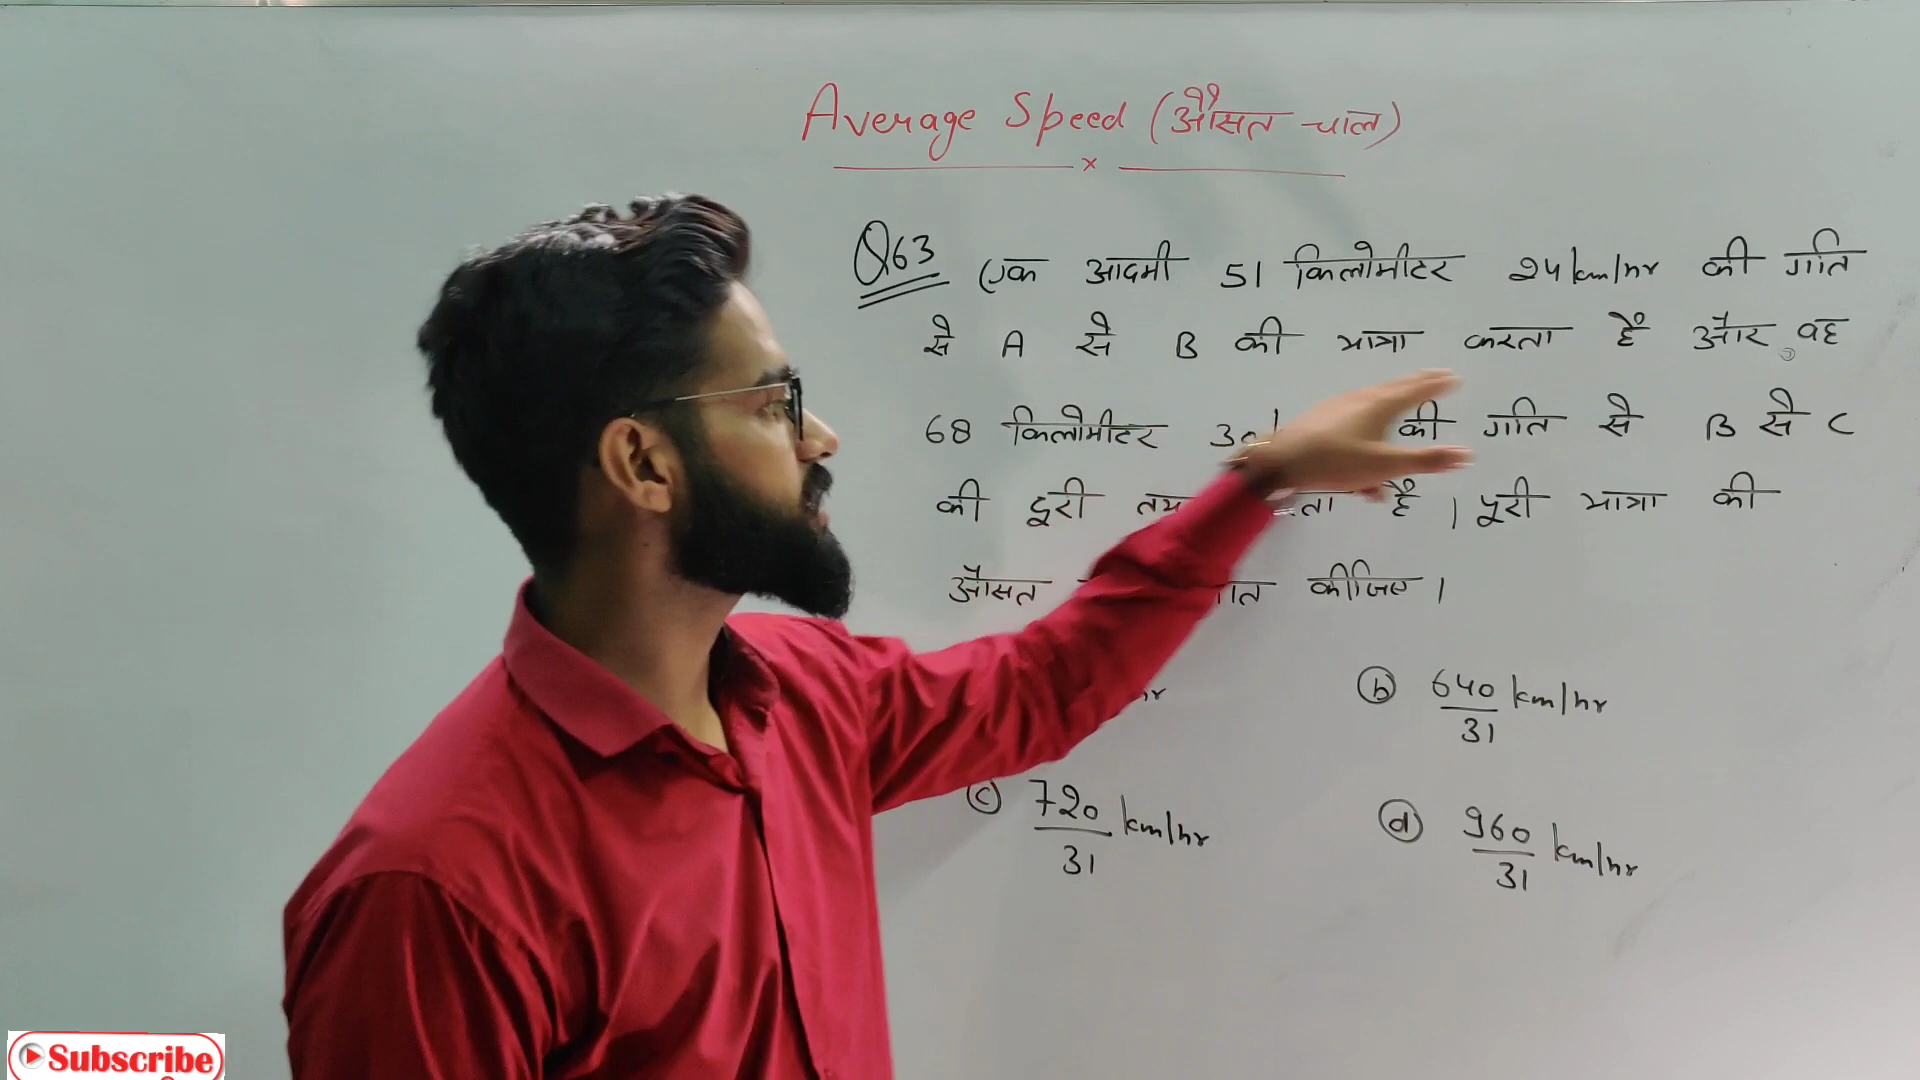 Average Speed (औसत चाल)
Q63 एक आदमी 51 किलोमीटर 24 km/hr की गति
से A से B की यात्रा करता है और वह
68 किलोमीटर की गति से B से C
की दूरी है । पूरी यात्रा की
औसत कीजिए ।
(b) 640/31 km/hr
(c) 720/31 km/hr
(d) 960/31 km/hr
Subscribe